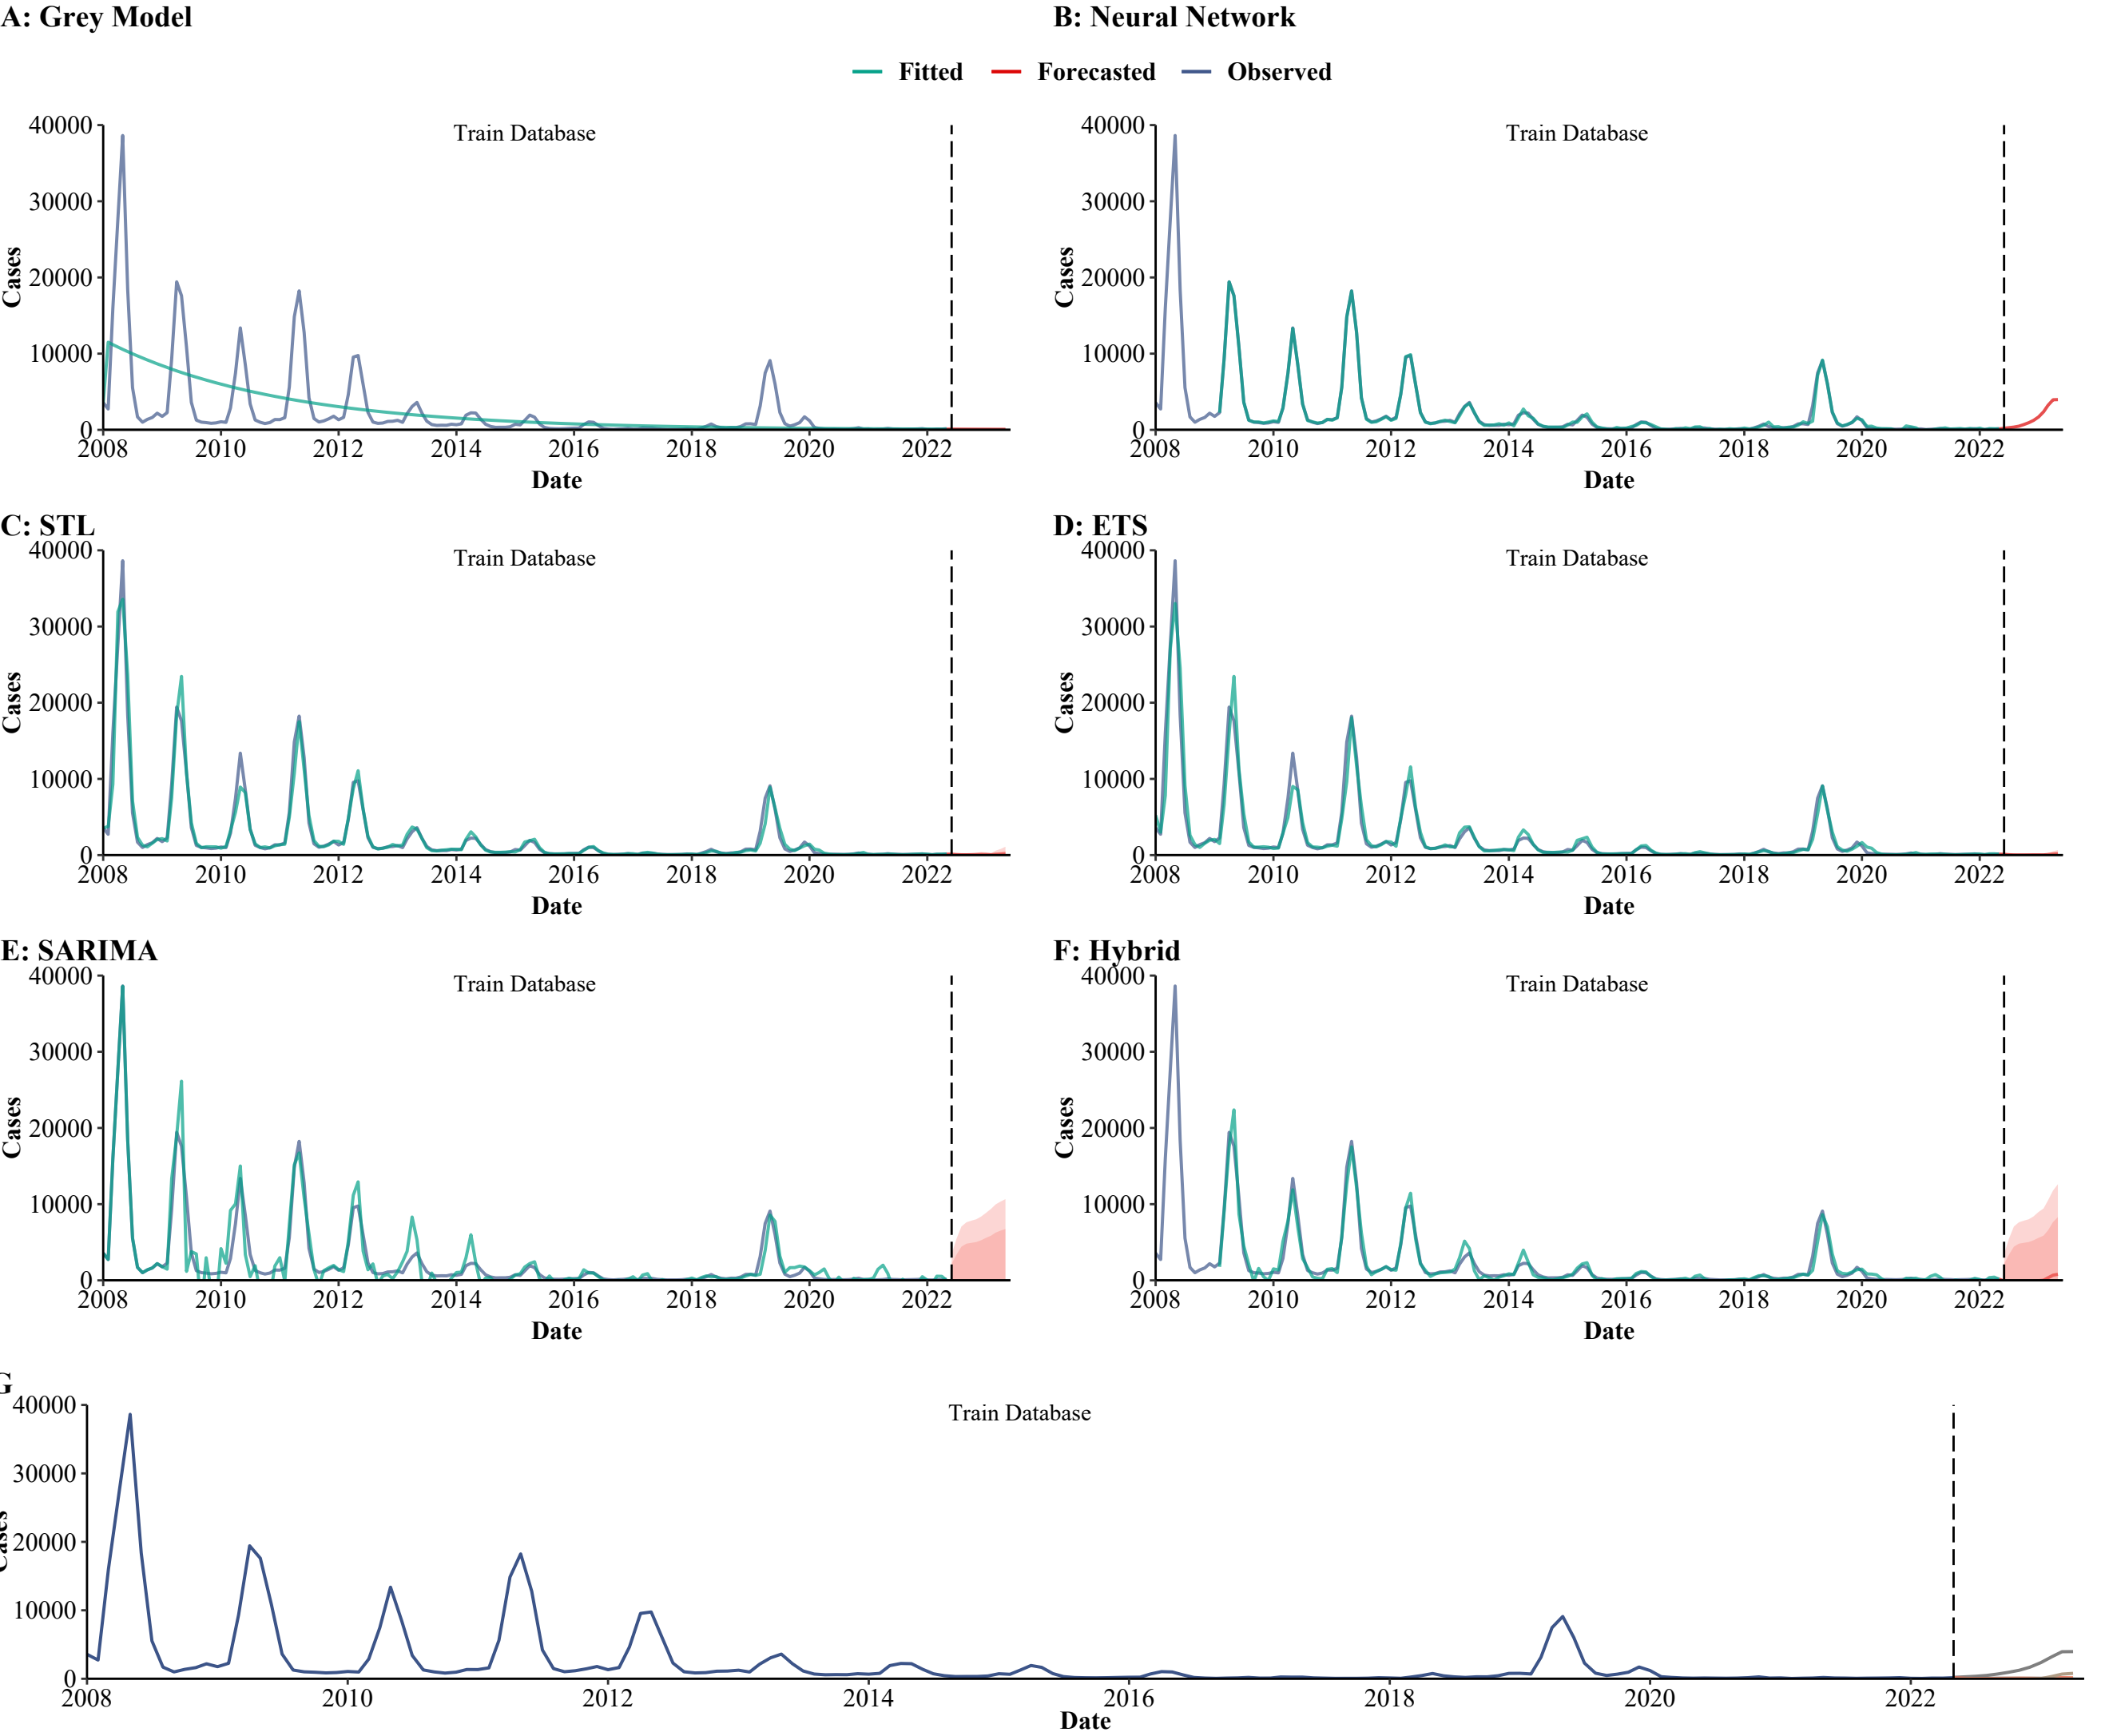 A: Grey Model
B: Neural Network
Fitted Forecasted Observed
Train Database
40000
30000
20000
10000
0
Cases
2008 2010 2012 2014 2016 2018 2020 2022
Date
Train Database
40000
30000
20000
10000
0
Cases
2008 2010 2012 2014 2016 2018 2020 2022
Date
C: STL
Train Database
40000
30000
20000
10000
0
Cases
2008 2010 2012 2014 2016 2018 2020 2022
Date
D: ETS
Train Database
40000
30000
20000
10000
0
Cases
2008 2010 2012 2014 2016 2018 2020 2022
Date
E: SARIMA
Train Database
40000
30000
20000
10000
0
Cases
2008 2010 2012 2014 2016 2018 2020 2022
Date
F: Hybrid
Train Database
40000
30000
20000
10000
0
Cases
2008 2010 2012 2014 2016 2018 2020 2022
Date
G
Train Database
40000
30000
20000
10000
0
Cases
2008 2010 2012 2014 2016 2018 2020 2022
Date